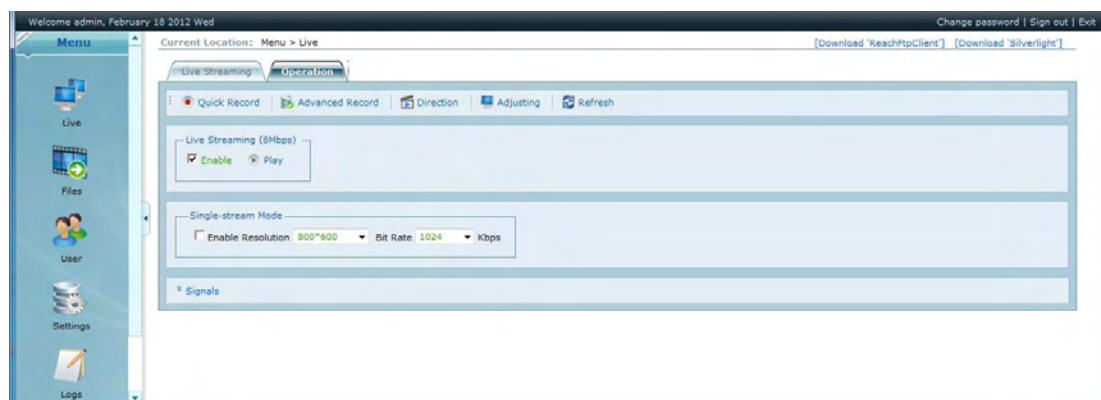 Welcome admin, February 18 2012 Wed
Change password | Sign out | Exit
Menu
Current Location: Menu > Live
[Download 'ReachFtpClient'] [Download 'Silverlight']
Live Streaming
Operation
Quick Record
Advanced Record
Direction
Adjusting
Refresh
Live
Live Streaming (8Mbps)
Enable
Play
Files
Single-stream Mode
Enable Resolution 800*600 Bit Rate 1024 Kbps
User
Signals
Settings
Logs